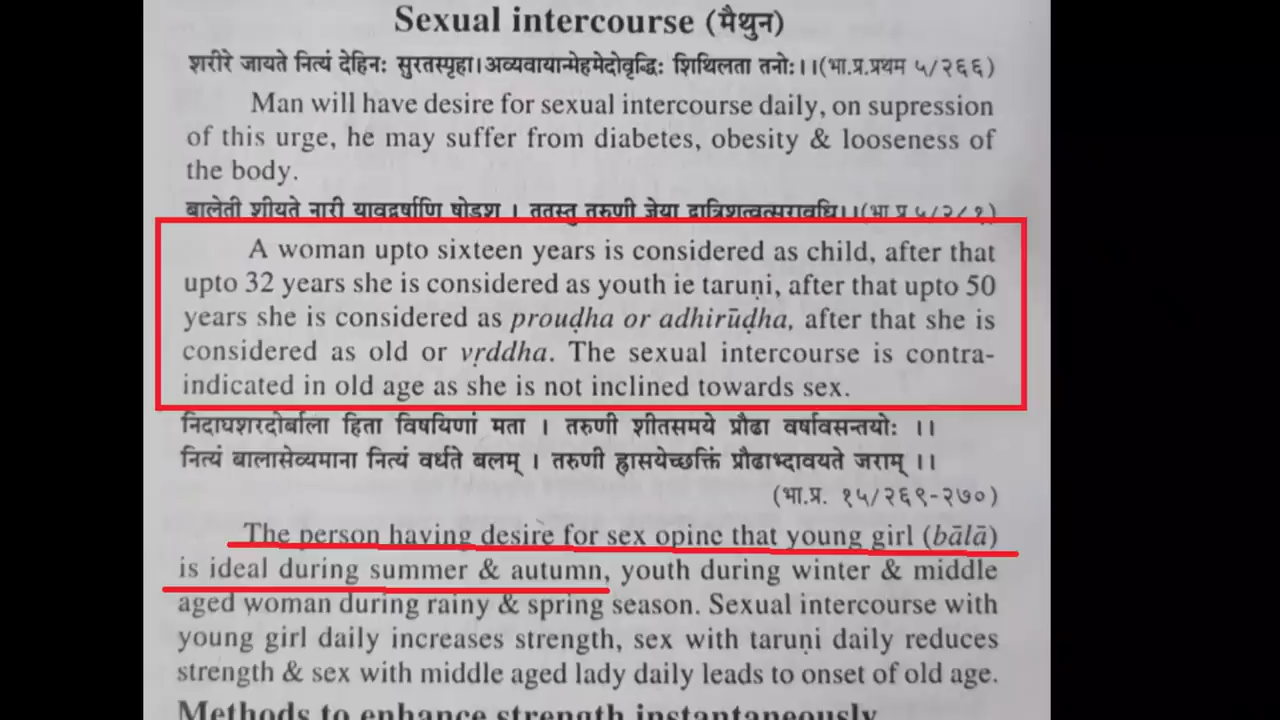 Sexual intercourse (मैथुन)
शरीरे जायते नित्यं देहिनः सुरतस्पृहा। अव्यवायान्मेहमेदोवृद्धिः शिथिलता तनोः।।(भा.प्र.प्रथम ५/२६६)
Man will have desire for sexual intercourse daily, on supression
of this urge, he may suffer from diabetes, obesity & looseness of
the body.
बालेती शीयते नारी यावद्वर्षाणि षोडश । ततस्तु तरुणी ज्ञेया द्वात्रिंशत्वत्सरावधि।।
A woman upto sixteen years is considered as child, after that
upto 32 years she is considered as youth ie taruṇi, after that upto 50
years she is considered as prouḍha or adhirūḍha, after that she is
considered as old or vṛddha. The sexual intercourse is contra-
indicated in old age as she is not inclined towards sex.
निदाघशरदोर्बाला हिता विषयिणां मता । तरुणी शीतसमये प्रौढा वर्षावसन्तयोः ।।
नित्यं बालासेव्यमाना नित्यं वर्धते बलम् । तरुणी ह्रासयेच्छक्तिं प्रौढाभ्दावयते जराम् ।।
(भा.प्र. १५/२६९-२७०)
The person having desire for sex opine that young girl (bālā)
is ideal during summer & autumn, youth during winter & middle
aged woman during rainy & spring season. Sexual intercourse with
young girl daily increases strength, sex with taruṇi daily reduces
strength & sex with middle aged lady daily leads to onset of old age.
Methods to enhance strength instantaneously